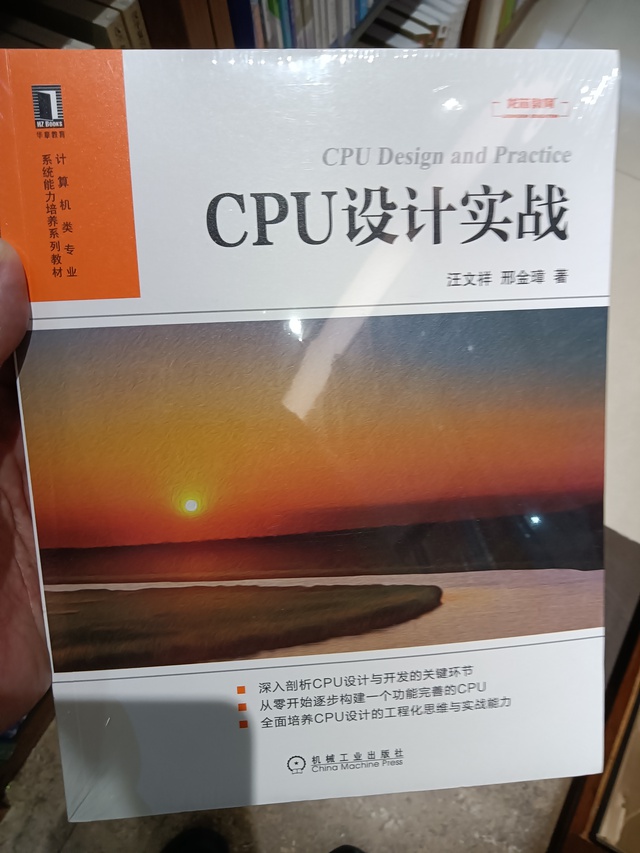 HZ Books
华章教育
计算机类专业
系统能力培养系列教材
龙芯教育
CPU Design and Practice
CPU设计实战
汪文祥 邢金璋 著
深入剖析CPU设计与开发的关键环节
从零开始逐步构建一个功能完善的CPU
全面培养CPU设计的工程化思维与实战能力
机械工业出版社
China Machine Press